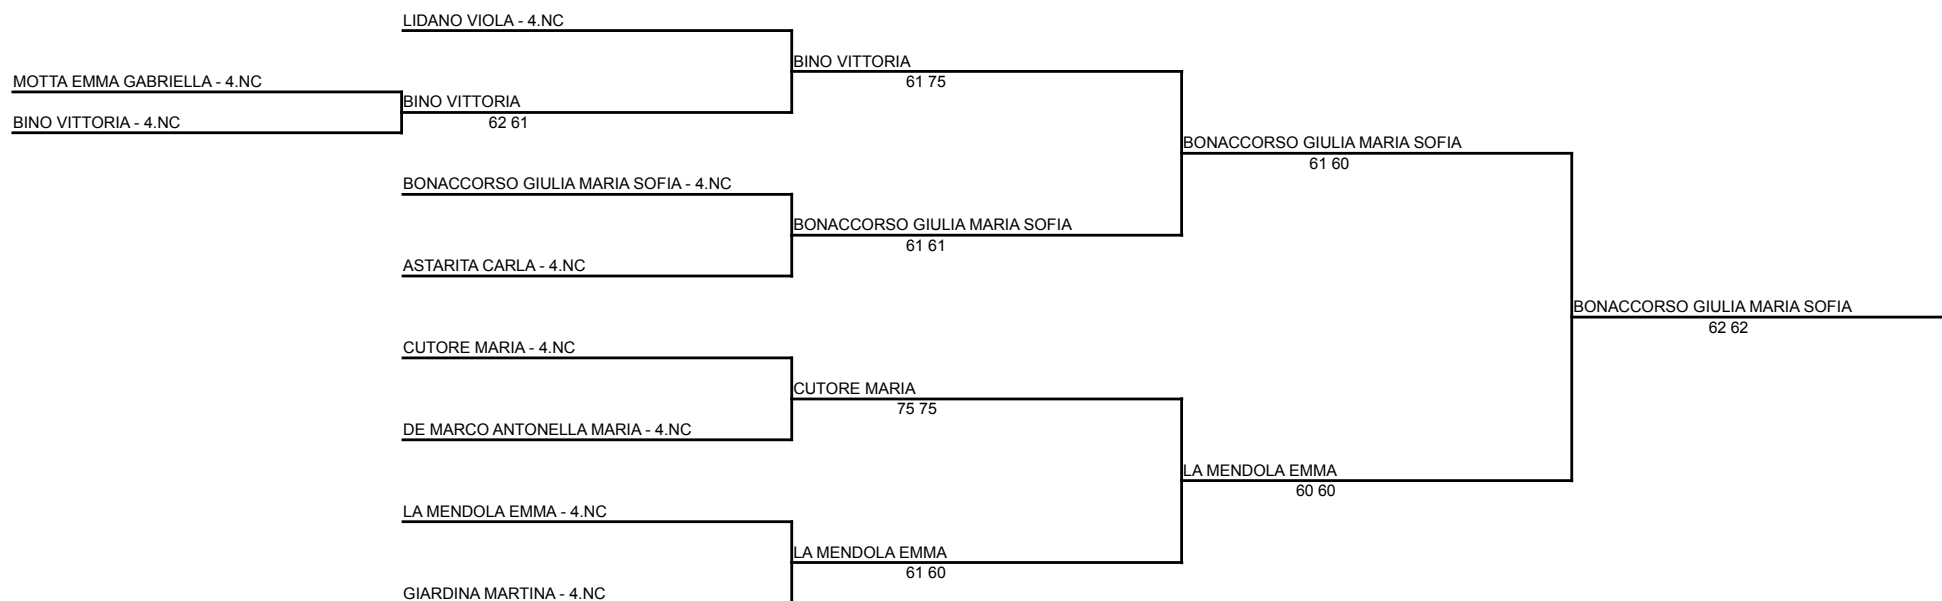 LIDANO VIOLA - 4.NC
BINO VITTORIA
61 75
MOTTA EMMA GABRIELLA - 4.NC
BINO VITTORIA
62 61
BINO VITTORIA - 4.NC
BONACCORSO GIULIA MARIA SOFIA
61 60
BONACCORSO GIULIA MARIA SOFIA - 4.NC
BONACCORSO GIULIA MARIA SOFIA
61 61
ASTARITA CARLA - 4.NC
BONACCORSO GIULIA MARIA SOFIA
62 62
CUTORE MARIA - 4.NC
CUTORE MARIA
75 75
DE MARCO ANTONELLA MARIA - 4.NC
LA MENDOLA EMMA
60 60
LA MENDOLA EMMA - 4.NC
LA MENDOLA EMMA
61 60
GIARDINA MARTINA - 4.NC